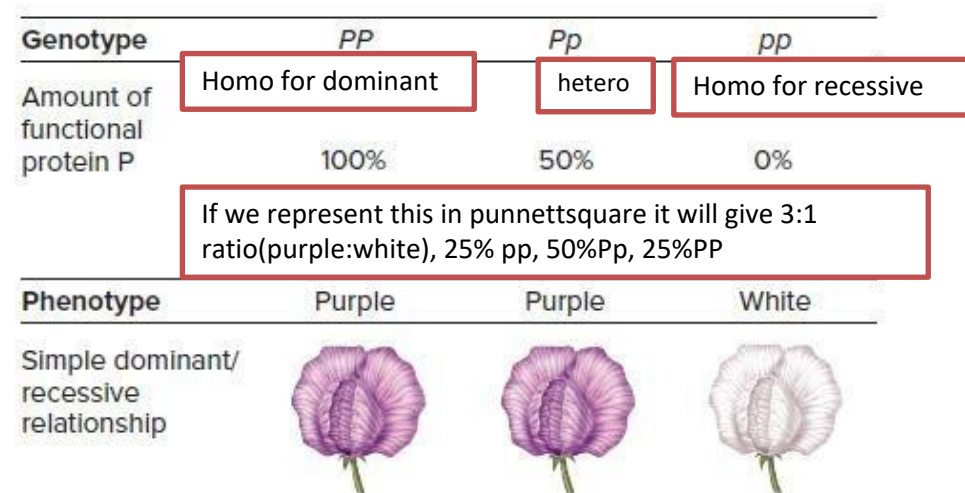 Genotype PP Pp pp
Homo for dominant hetero Homo for recessive
Amount of
functional
protein P 100% 50% 0%
If we represent this in punnettsquare it will give 3:1
ratio(purple:white), 25% pp, 50%Pp, 25%PP
Phenotype Purple Purple White
Simple dominant/
recessive
relationship